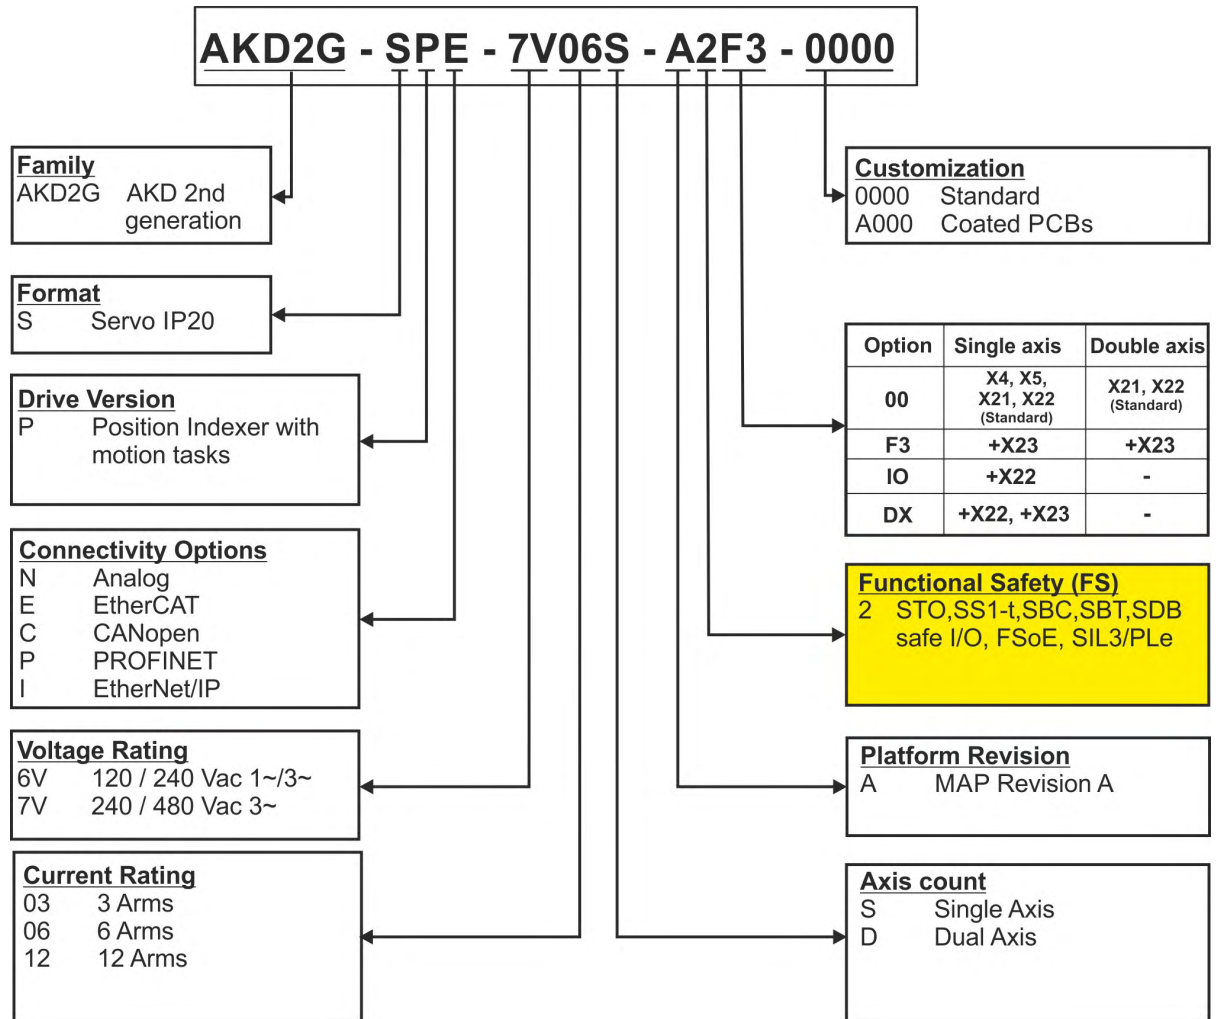 AKD2G - SPE - 7V06S - A2F3 - 0000
Family
AKD2G AKD 2nd
generation
Format
S Servo IP20
Drive Version
P Position Indexer with
motion tasks
Connectivity Options
N Analog
E EtherCAT
C CANopen
P PROFINET
I EtherNet/IP
Voltage Rating
6V 120 / 240 Vac 1~/3~
7V 240 / 480 Vac 3~
Current Rating
03 3 Arms
06 6 Arms
12 12 Arms
Customization
0000 Standard
A000 Coated PCBs
Option Single axis Double axis
00 X4, X5,
X21, X22
(Standard)
X21, X22
(Standard)
F3 +X23 +X23
IO +X22 -
DX +X22, +X23 -
Functional Safety (FS)
2 STO,SS1-t,SBC,SBT,SDB
safe I/O, FSoE, SIL3/PLe
Platform Revision
A MAP Revision A
Axis count
S Single Axis
D Dual Axis